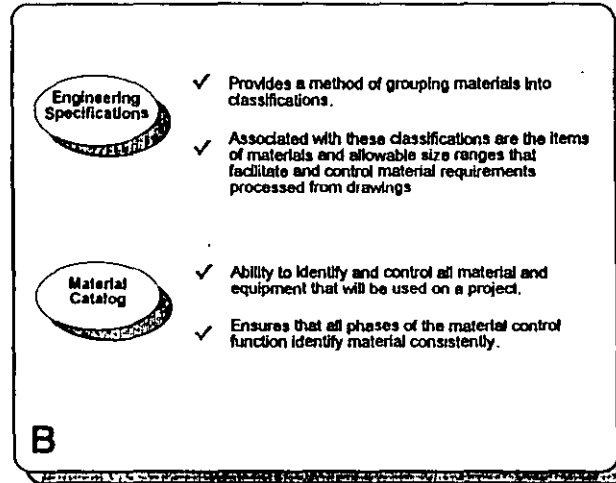 Engineering
Specifications
✓ Provides a method of grouping materials into
classifications.
✓ Associated with these classifications are the items
of materials and allowable size ranges that
facilitate and control material requirements
processed from drawings
Material
Catalog
✓ Ability to identify and control all material and
equipment that will be used on a project.
✓ Ensures that all phases of the material control
function identify material consistently.
B